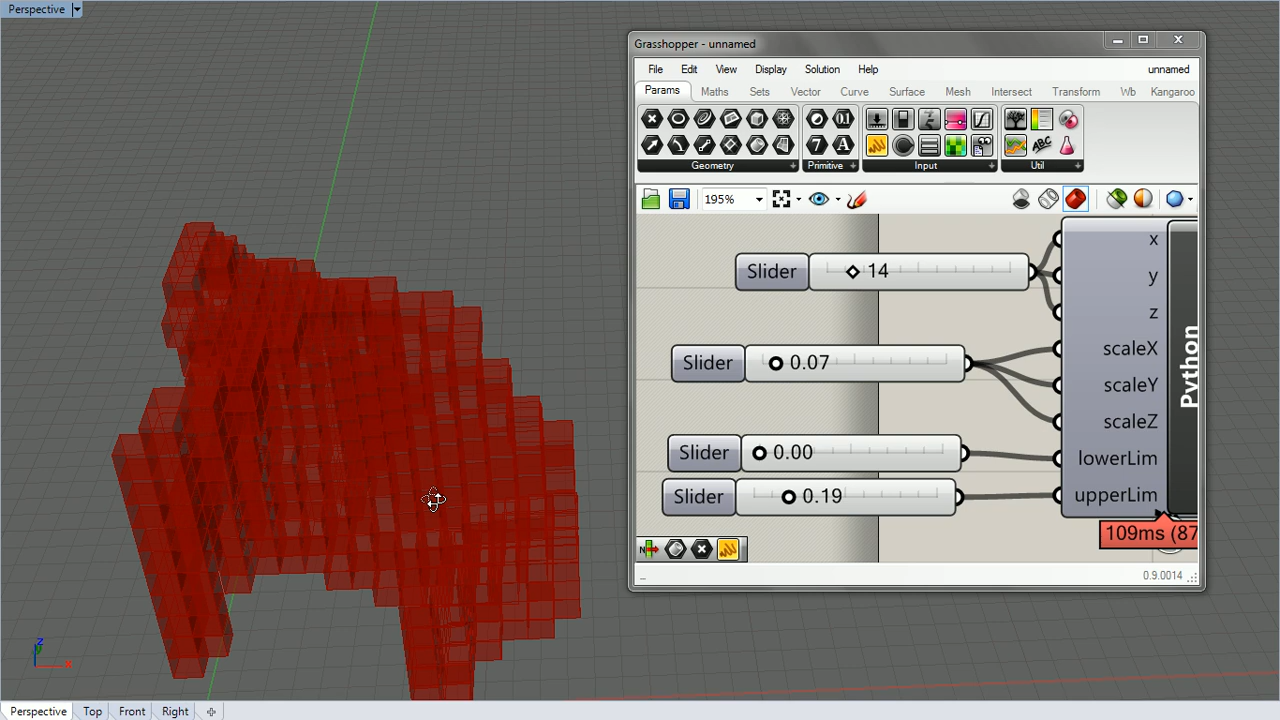 Perspective
Grasshopper - unnamed
File Edit View Display Solution Help unnamed
Params Maths Sets Vector Curve Surface Mesh Intersect Transform Wb Kangaroo
Geometry Primitive Input Util
195%
Slider 14
Slider 0.07
Slider 0.00
Slider 0.19
x
y
z
scaleX
scaleY
scaleZ
lowerLim
upperLim
Python
109ms (87
0.9.0014
z
x
Perspective Top Front Right